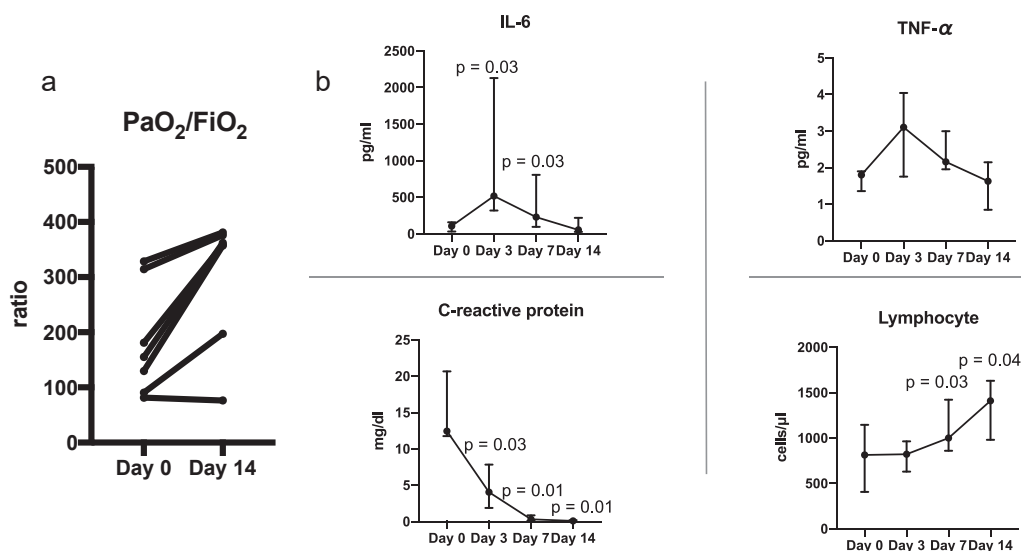 a
PaO2/FiO2
500
400
300
200
100
0
ratio
Day 0 Day 14
b
IL-6
2500
2000
1500
1000
500
0
pg/ml
p = 0.03
p = 0.03
Day 0 Day 3 Day 7 Day 14
TNF-α
5
4
3
2
1
0
pg/ml
Day 0 Day 3 Day 7 Day 14
C-reactive protein
25
20
15
10
5
0
mg/dl
p = 0.03
p = 0.01
p = 0.01
Day 0 Day 3 Day 7 Day 14
Lymphocyte
2000
1500
1000
500
0
cells/µl
p = 0.04
p = 0.03
Day 0 Day 3 Day 7 Day 14